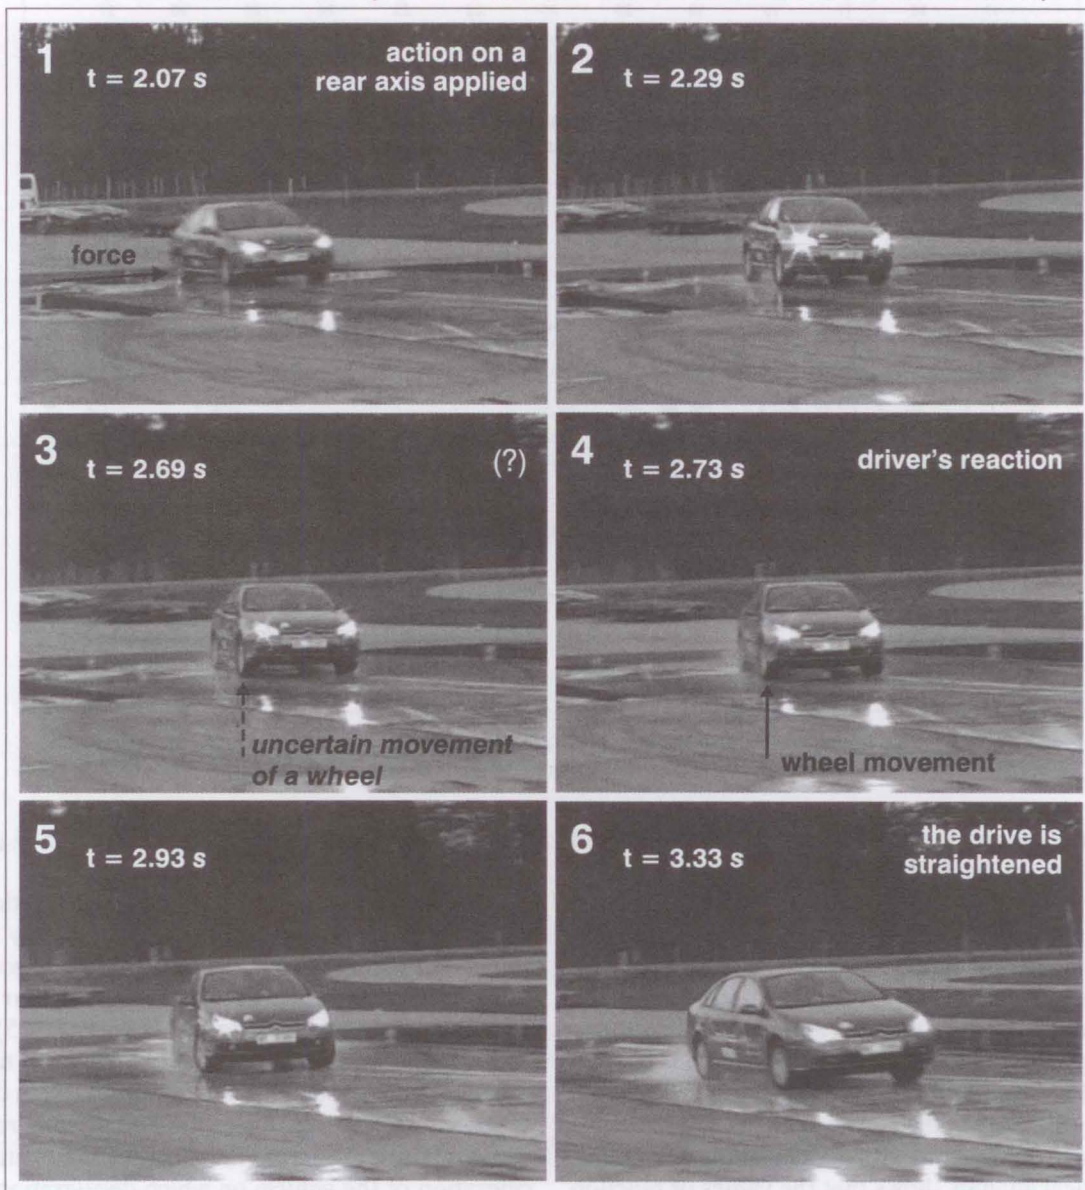 1
t = 2.07 s
action on a
rear axis applied
force
2
t = 2.29 s
3
t = 2.69 s
(?)
uncertain movement
of a wheel
4
t = 2.73 s
driver's reaction
wheel movement
5
t = 2.93 s
6
t = 3.33 s
the drive is
straightened